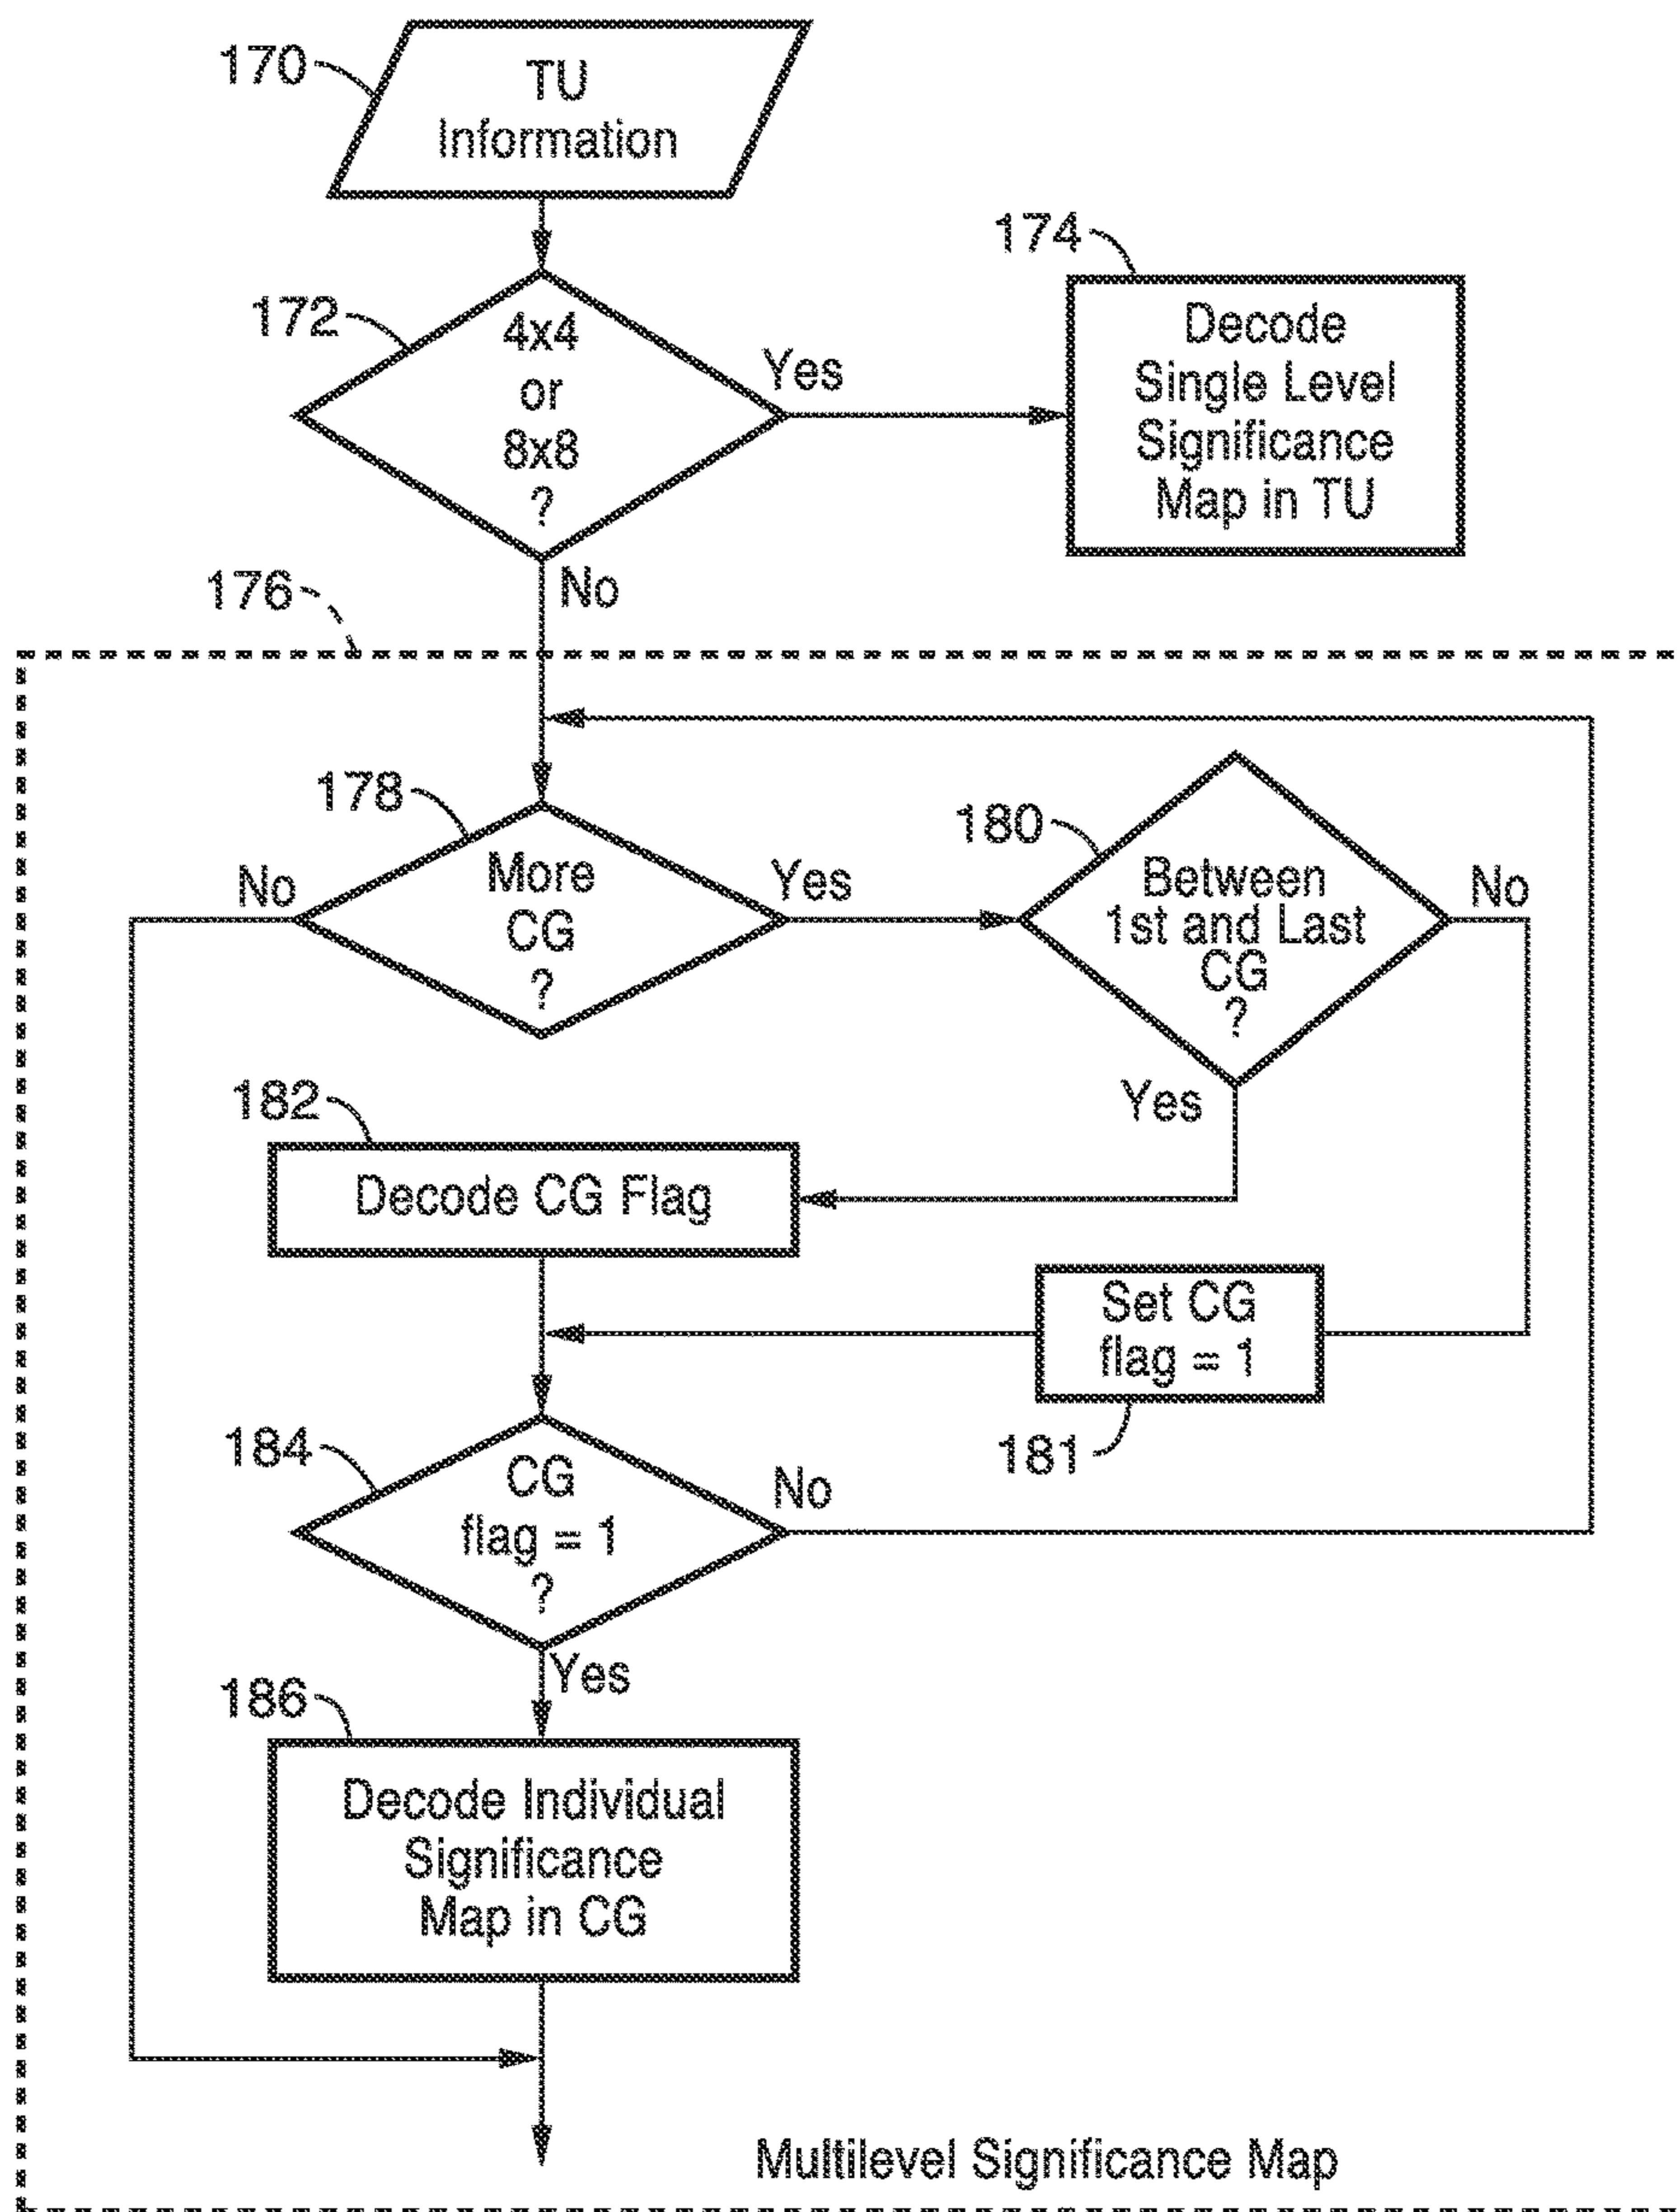 170
TU
Information
174
172
4x4
or
8x8
?
Yes
Decode
Single Level
Significance
Map in TU
176
No
178
180
No
More
CG
?
Yes
Between
1st and Last
CG
?
No
182
Yes
Decode CG Flag
Set CG
flag = 1
181
184
CG
flag = 1
?
No
Yes
186
Decode Individual
Significance
Map in CG
Multilevel Significance Map